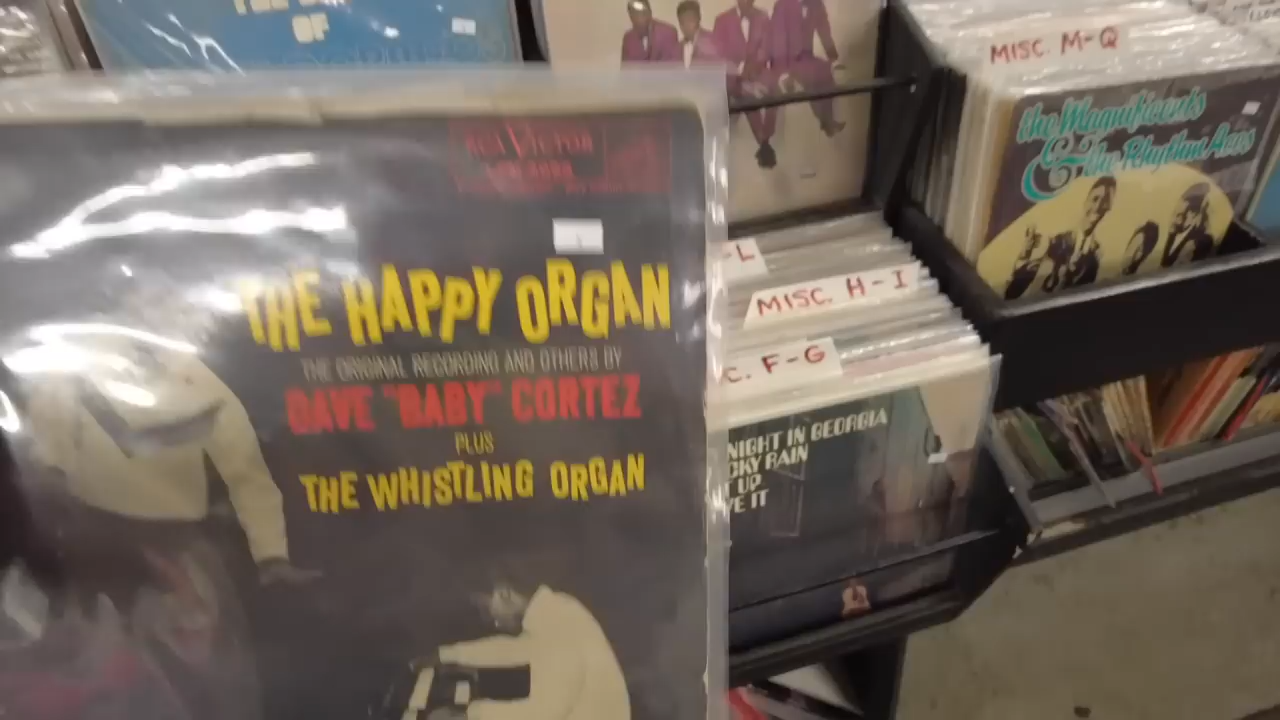 OF
RCA VICTOR
THE HAPPY ORGAN
THE ORIGINAL RECORDING AND OTHERS BY
DAVE "BABY" CORTEZ
PLUS
THE WHISTLING ORGAN
-L
MISC. H-I
C. F-G
NIGHT IN GEORGIA
CKY RAIN
UP
VE IT
MISC. M-Q
the Magnificents
& the Rhythm Aces